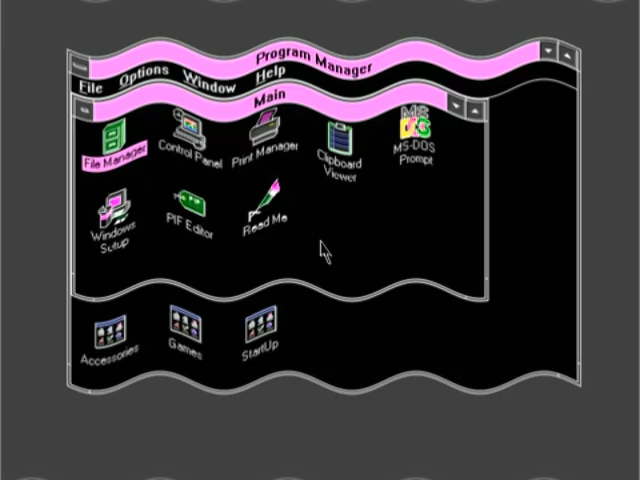 Program Manager
File Options Window Help
Main
File Manager
Control Panel
Print Manager
Clipboard
Viewer
MS-DOS
Prompt
Windows
Setup
PIF Editor
Read Me
Accessories
Games
StartUp